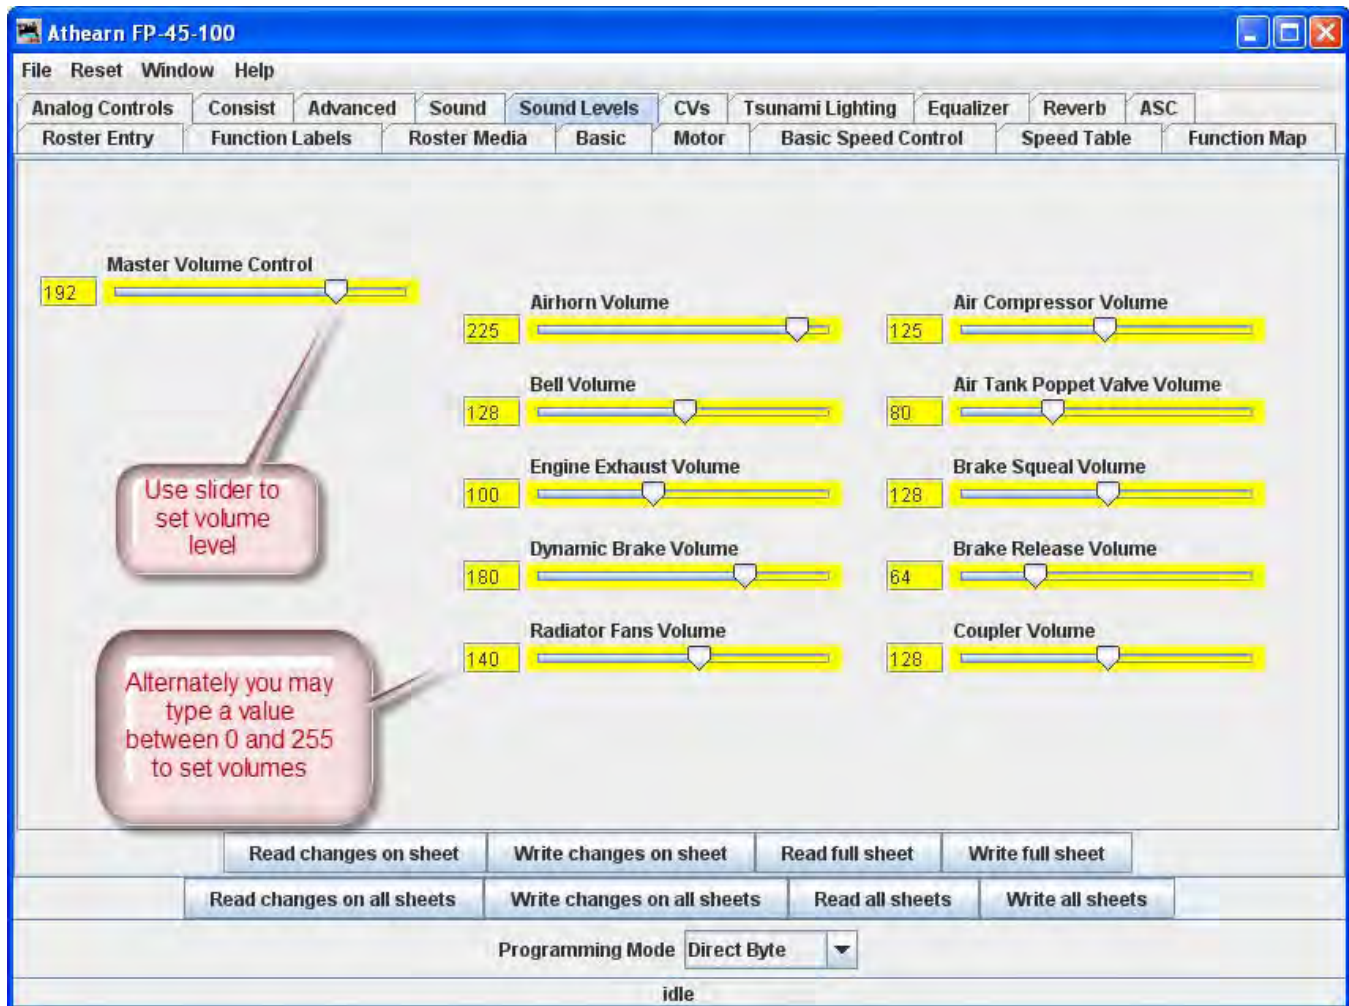 Athearn FP-45-100
File Reset Window Help
Analog Controls Consist Advanced Sound Sound Levels CVs Tsunami Lighting Equalizer Reverb ASC
Roster Entry Function Labels Roster Media Basic Motor Basic Speed Control Speed Table Function Map
Master Volume Control
192
Use slider to
set volume
level
Alternately you may
type a value
between 0 and 255
to set volumes
Airhorn Volume
225
Bell Volume
128
Engine Exhaust Volume
100
Dynamic Brake Volume
180
Radiator Fans Volume
140
Air Compressor Volume
125
Air Tank Poppet Valve Volume
80
Brake Squeal Volume
128
Brake Release Volume
64
Coupler Volume
128
Read changes on sheet Write changes on sheet Read full sheet Write full sheet
Read changes on all sheets Write changes on all sheets Read all sheets Write all sheets
Programming Mode Direct Byte
idle